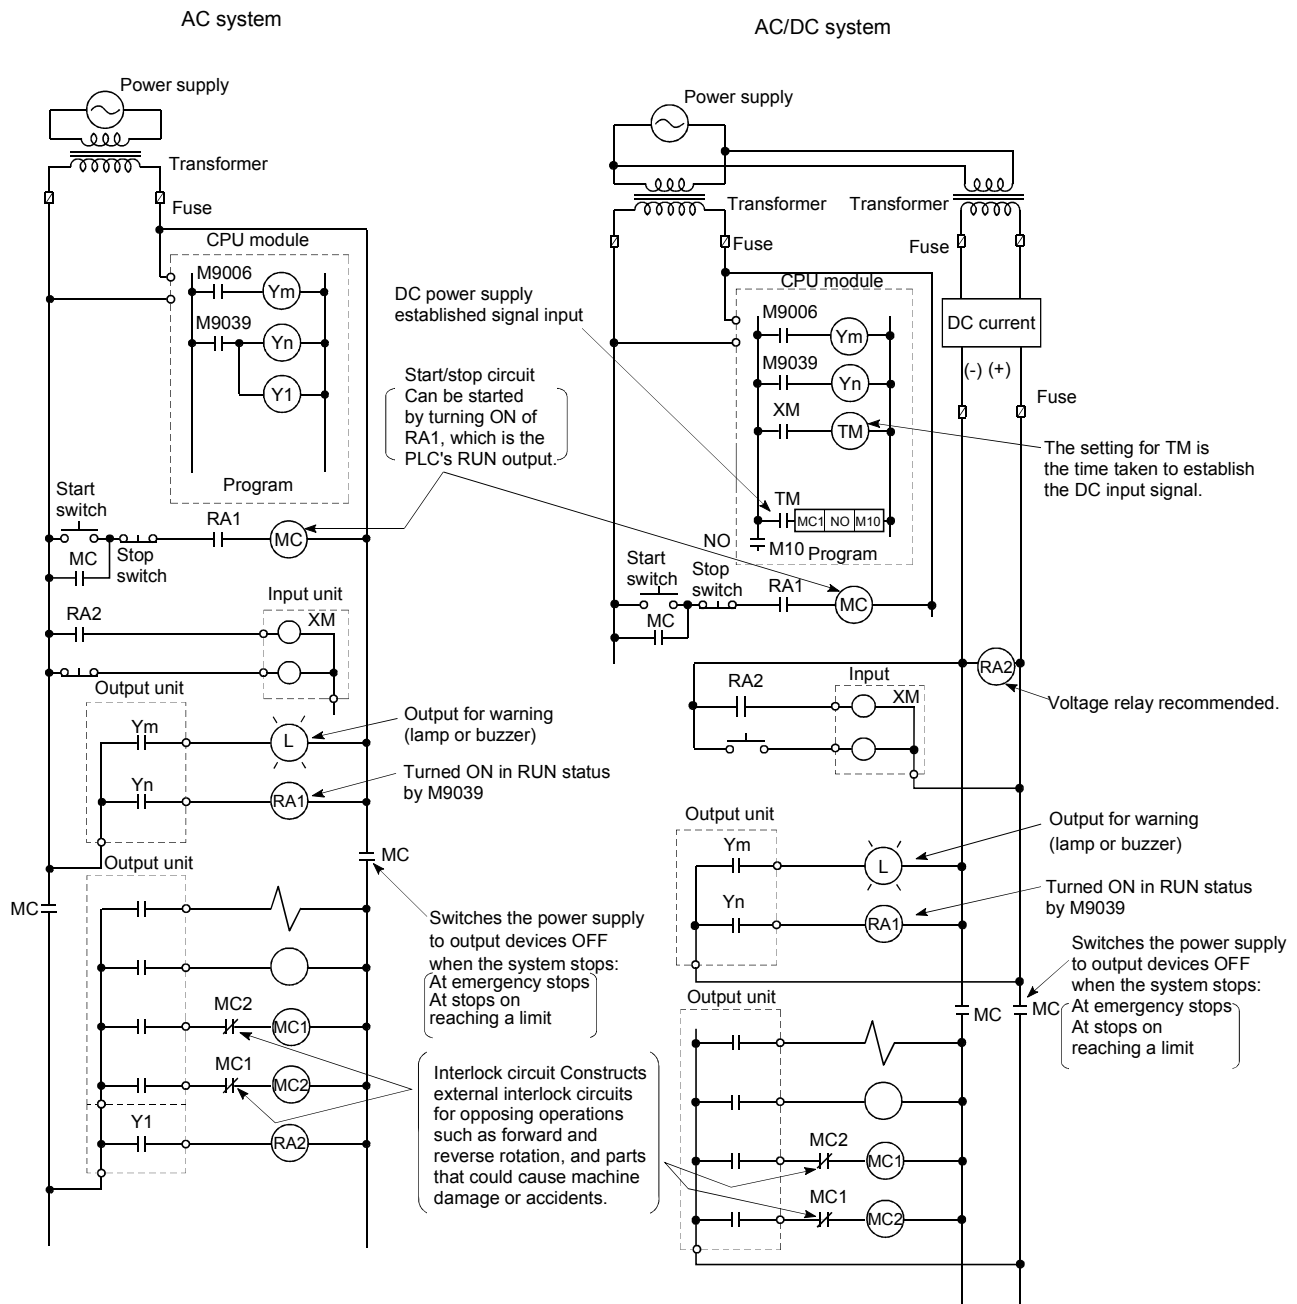 AC system
Power supply
Transformer
Fuse
CPU module
M9006
Ym
M9039
Yn
Y1
Program
Start/stop circuit
Can be started
by turning ON of
RA1, which is the
PLC's RUN output.
Start
switch
RA1
MC
MC
Stop
switch
RA2
Input unit
XM
Output unit
Ym
L
Output for warning
(lamp or buzzer)
Yn
RA1
Turned ON in RUN status
by M9039
MC
Output unit
MC
Switches the power supply
to output devices OFF
when the system stops:
At emergency stops
At stops on
reaching a limit
MC2
MC1
MC1
MC2
Y1
RA2
Interlock circuit Constructs
external interlock circuits
for opposing operations
such as forward and
reverse rotation, and parts
that could cause machine
damage or accidents.
AC/DC system
Power supply
Transformer
Transformer
Fuse
Fuse
CPU module
DC power supply
established signal input
M9006
Ym
M9039
Yn
XM
TM
DC current
(-) (+)
Fuse
The setting for TM is
the time taken to establish
the DC input signal.
TM
MC1 NO M10
NO
M10
Program
Start
switch
Stop
switch
RA1
MC
MC
RA2
Voltage relay recommended.
Input
RA2
XM
Output unit
Ym
L
Output for warning
(lamp or buzzer)
Yn
RA1
Turned ON in RUN status
by M9039
Switches the power supply
to output devices OFF
when the system stops:
At emergency stops
At stops on
reaching a limit
MC
MC
Output unit
MC2
MC1
MC1
MC2